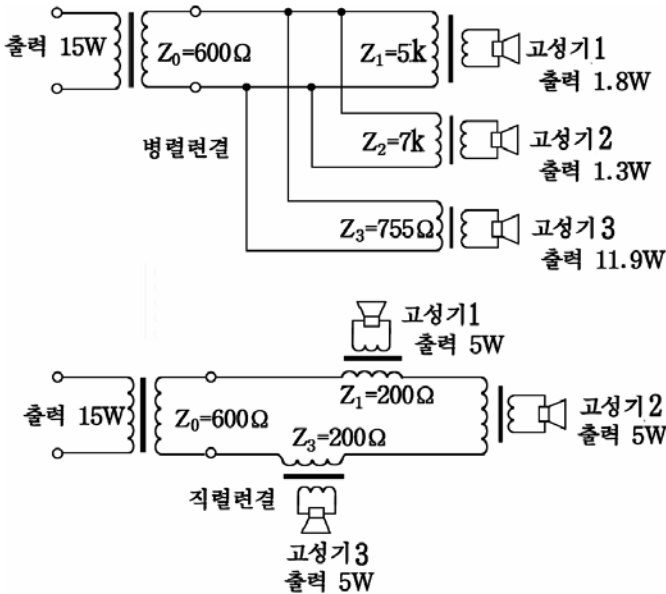 출력 15W
Z₀=600Ω
Z₁=5k
고성기1
출력 1.8W
병렬련결
Z₂=7k
고성기2
출력 1.3W
Z₃=755Ω
고성기3
출력 11.9W
고성기1
출력 5W
출력 15W
Z₀=600Ω
Z₁=200Ω
고성기2
출력 5W
Z₃=200Ω
직렬련결
고성기3
출력 5W